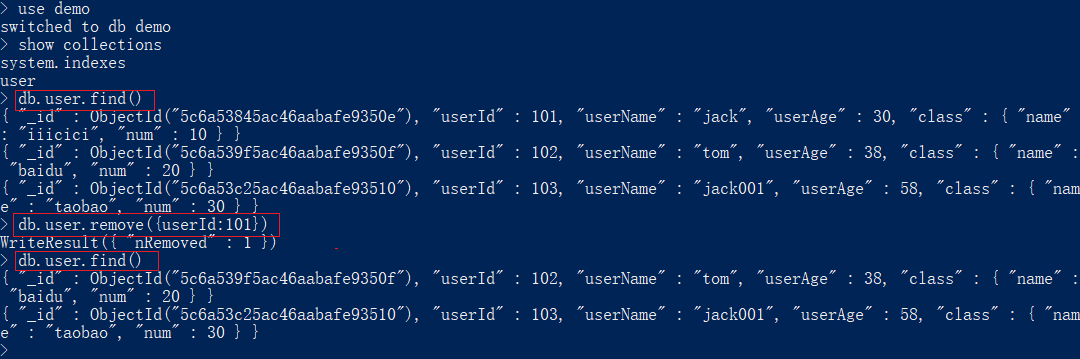 > use demo
switched to db demo
> show collections
system.indexes
user
> db.user.find()
{ "_id" : ObjectId("5c6a53845ac46aabafe9350e"), "userId" : 101, "userName" : "jack", "userAge" : 30, "class" : { "name"
: "iiicici", "num" : 10 } }
{ "_id" : ObjectId("5c6a539f5ac46aabafe9350f"), "userId" : 102, "userName" : "tom", "userAge" : 38, "class" : { "name" :
"baidu", "num" : 20 } }
{ "_id" : ObjectId("5c6a53c25ac46aabafe93510"), "userId" : 103, "userName" : "jack001", "userAge" : 58, "class" : { "nam
e" : "taobao", "num" : 30 } }
> db.user.remove({userId:101})
WriteResult({ "nRemoved" : 1 })
> db.user.find()
{ "_id" : ObjectId("5c6a539f5ac46aabafe9350f"), "userId" : 102, "userName" : "tom", "userAge" : 38, "class" : { "name" :
"baidu", "num" : 20 } }
{ "_id" : ObjectId("5c6a53c25ac46aabafe93510"), "userId" : 103, "userName" : "jack001", "userAge" : 58, "class" : { "nam
e" : "taobao", "num" : 30 } }
>